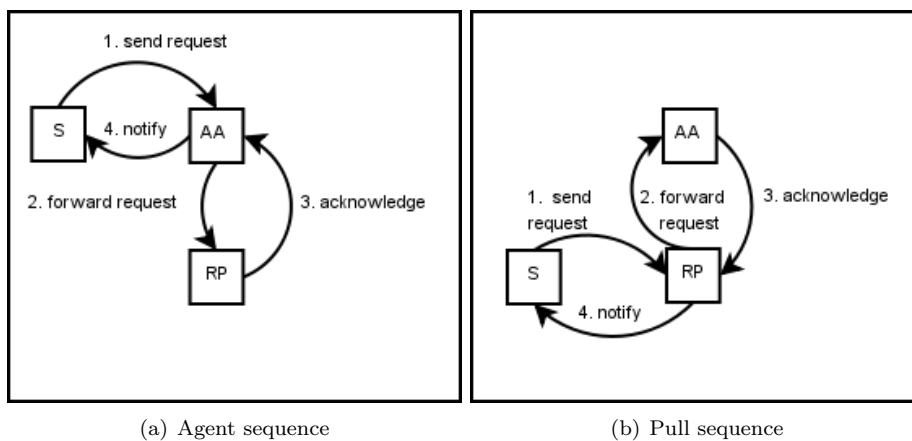 1. send request
S
4. notify
AA
2. forward request
3. acknowledge
RP
(a) Agent sequence
AA
1. send
request
2. forward
request
3. acknowledge
S
RP
4. notify
(b) Pull sequence